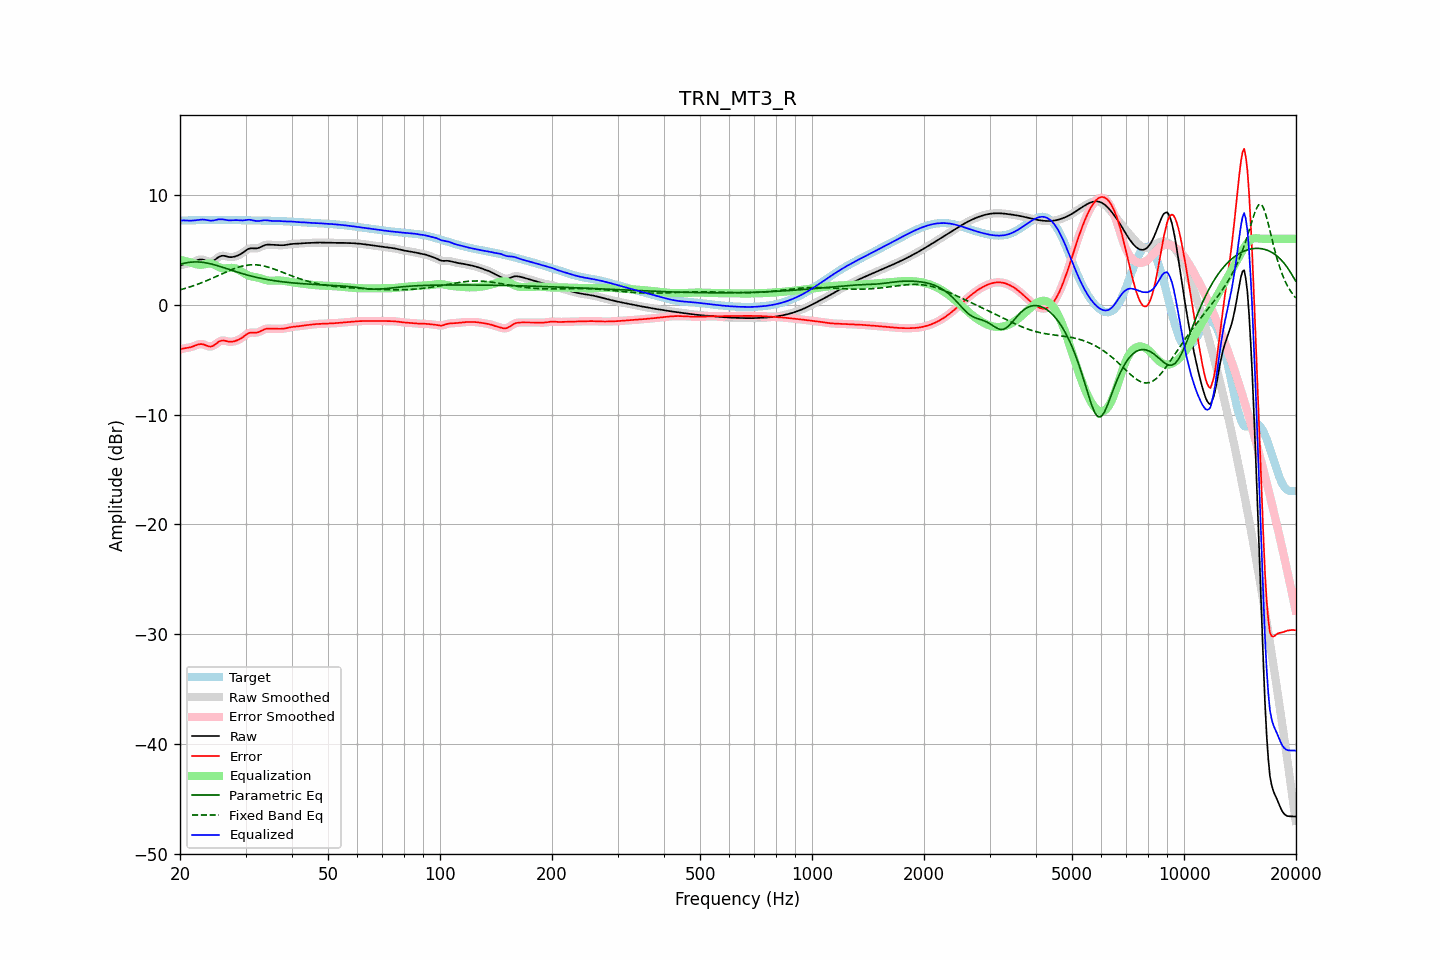 TRN_MT3_R
Amplitude (dBr)
10
0
−10
−20
−30
−40
−50
Target
Raw Smoothed
Error Smoothed
Raw
Error
Equalization
Parametric Eq
Fixed Band Eq
Equalized
20 50 100 200 500 1000 2000 5000 10000 20000
Frequency (Hz)